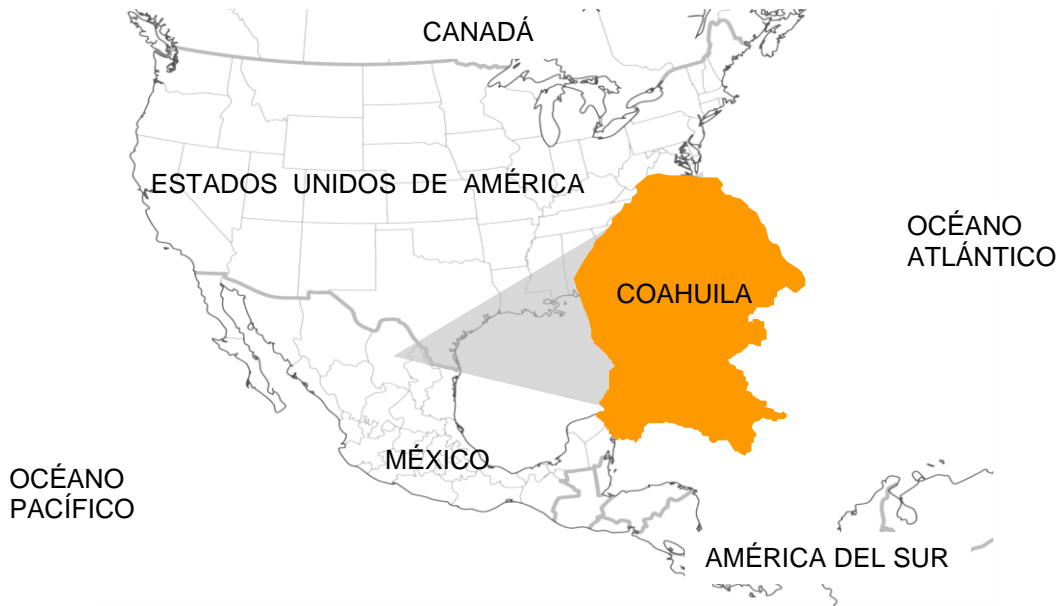 CANADÁ
ESTADOS UNIDOS DE AMÉRICA
OCÉANO
ATLÁNTICO
COAHUILA
MÉXICO
OCÉANO
PACÍFICO
AMÉRICA DEL SUR